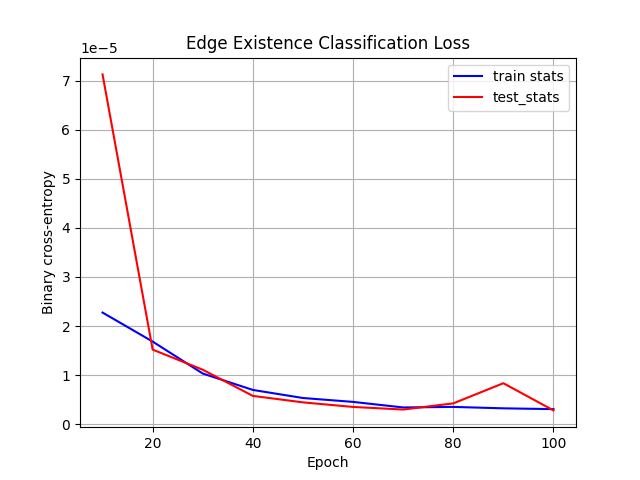 Edge Existence Classification Loss
1e−5
train stats
test_stats
7
6
5
4
3
2
1
0
Binary cross-entropy
20 40 60 80 100
Epoch